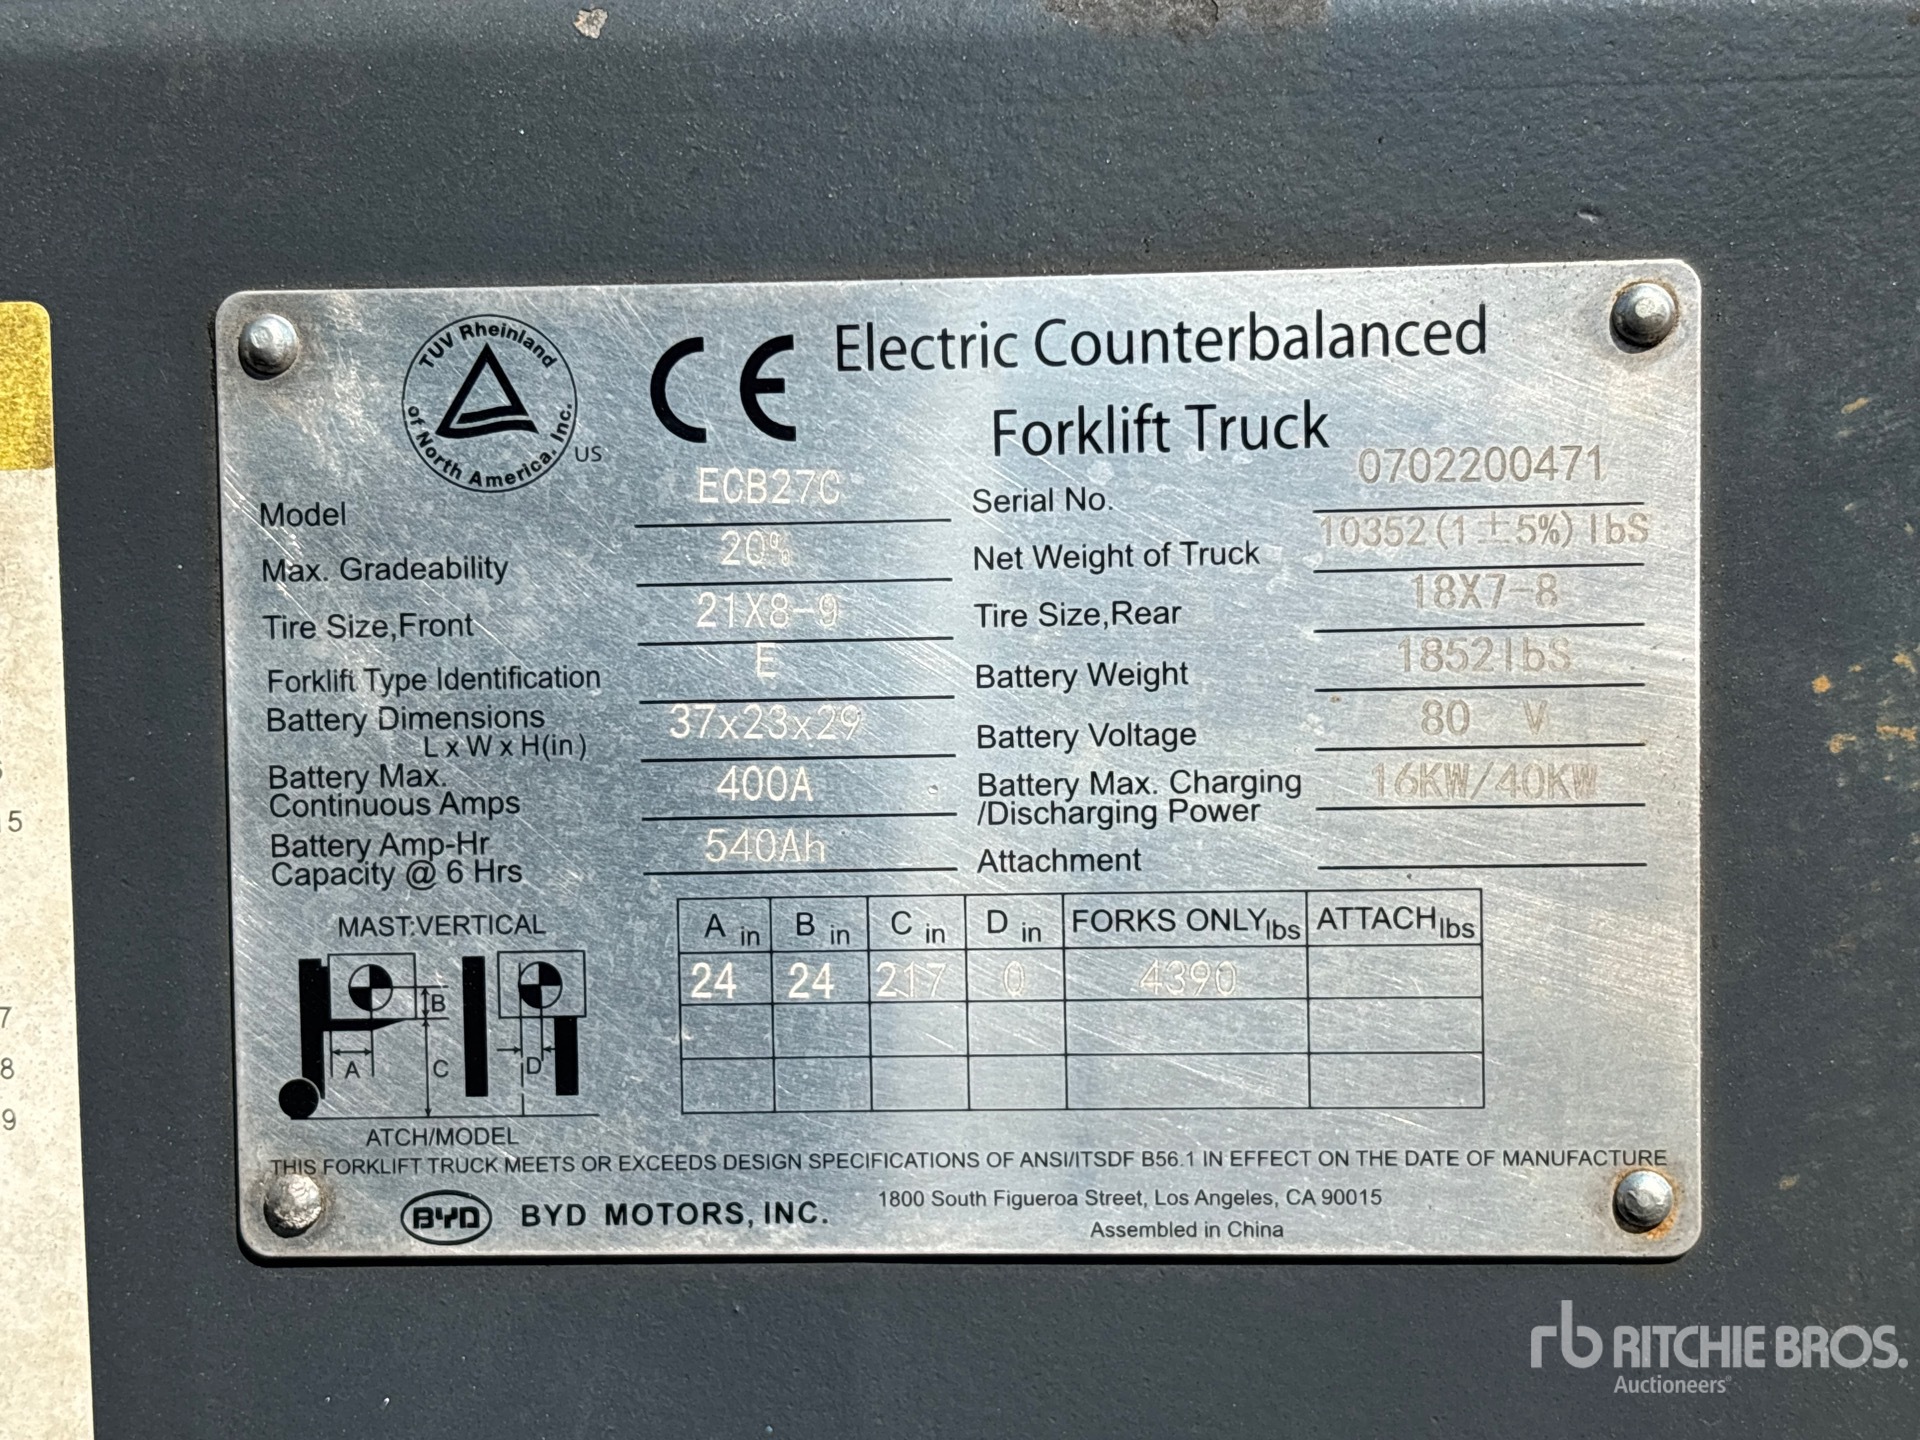 TUV Rheinland
of North America, Inc.
US
CE
Electric Counterbalanced
Forklift Truck
Model ECB27C
Serial No. 0702200471
Max. Gradeability 20%
Net Weight of Truck 10352(1±5%)lbS
Tire Size,Front 21X8-9
Tire Size,Rear 18X7-8
Forklift Type Identification E
Battery Weight 1852lbS
Battery Dimensions
L x W x H(in) 37x23x29
Battery Voltage 80 V
Battery Max.
Continuous Amps 400A
Battery Max. Charging
/Discharging Power 16KW/40KW
Battery Amp-Hr
Capacity @ 6 Hrs 540Ah
Attachment
MAST:VERTICAL
A in B in C in D in FORKS ONLY lbs ATTACH lbs
24 24 217 0 4390
B
A
C
D
ATCH/MODEL
THIS FORKLIFT TRUCK MEETS OR EXCEEDS DESIGN SPECIFICATIONS OF ANSI/ITSDF B56.1 IN EFFECT ON THE DATE OF MANUFACTURE
BYD BYD MOTORS, INC.
1800 South Figueroa Street, Los Angeles, CA 90015
Assembled in China
5
7
8
9
rb RITCHIE BROS.
Auctioneers